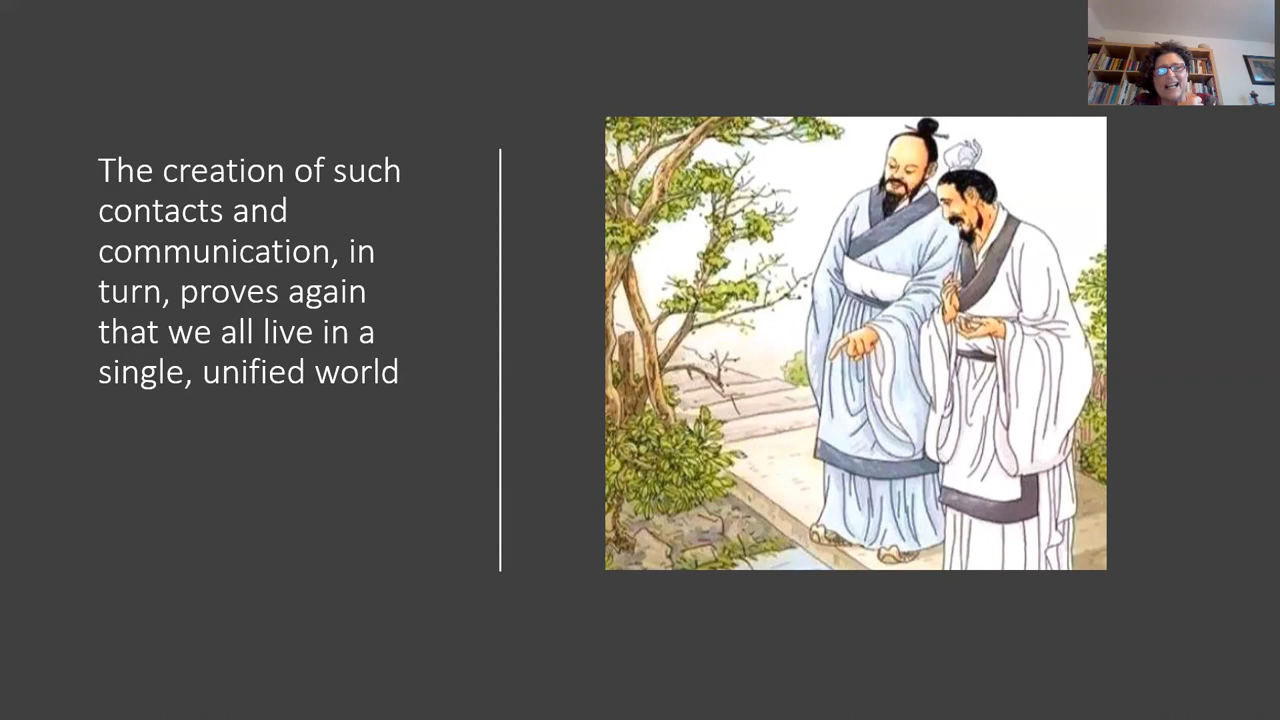 The creation of such
contacts and
communication, in
turn, proves again
that we all live in a
single, unified world